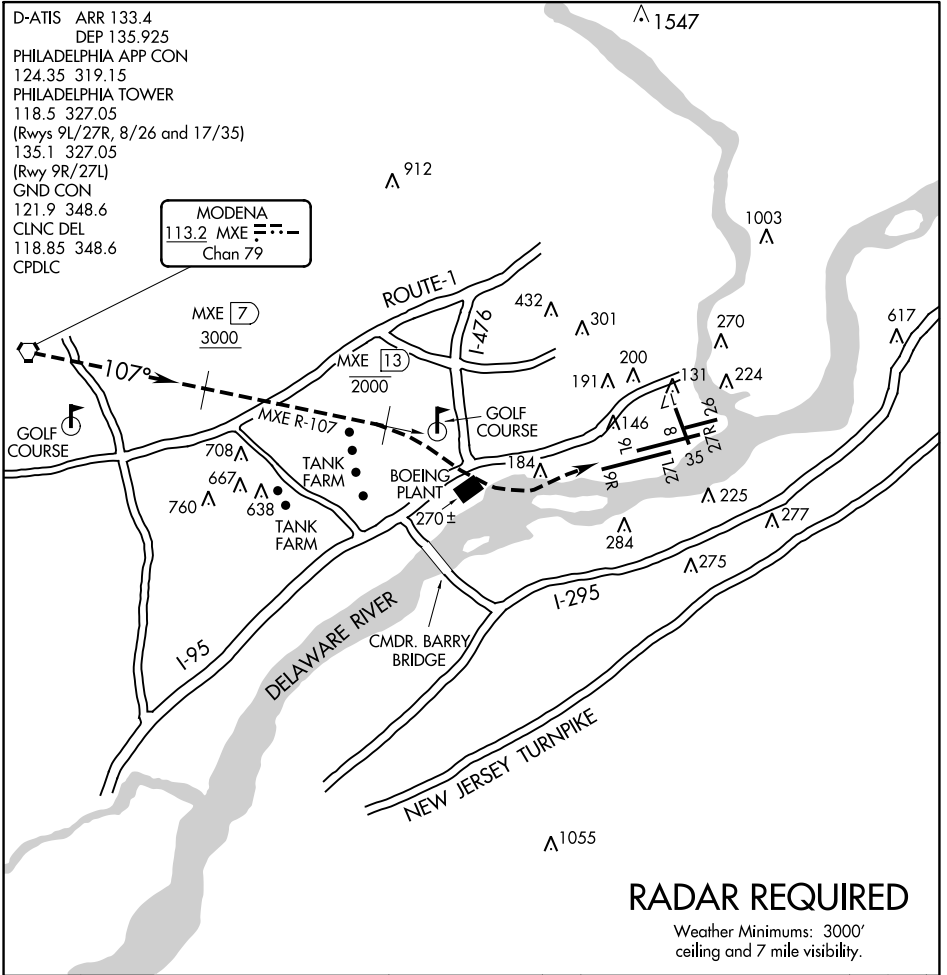 D-ATIS ARR 133.4
DEP 135.925
PHILADELPHIA APP CON
124.35 319.15
PHILADELPHIA TOWER
118.5 327.05
(Rwys 9L/27R, 8/26 and 17/35)
135.1 327.05
(Rwy 9R/27L)
GND CON
121.9 348.6
CLNC DEL
118.85 348.6
CPDLC
1547
912
MODENA
113.2 MXE
Chan 79
1003
ROUTE-1
I-476
432
301
270
617
MXE 7
3000
MXE 13
2000
107°
MXE R-107
200
191
131
224
GOLF
COURSE
GOLF
COURSE
146
17
8
26
9L
27R
9R
27L
35
708
TANK
FARM
BOEING
PLANT
184
667
760
638
TANK
FARM
270±
225
284
277
275
I-295
I-95
DELAWARE RIVER
CMDR. BARRY
BRIDGE
NEW JERSEY TURNPIKE
1055
RADAR REQUIRED
Weather Minimums: 3000'
ceiling and 7 mile visibility.